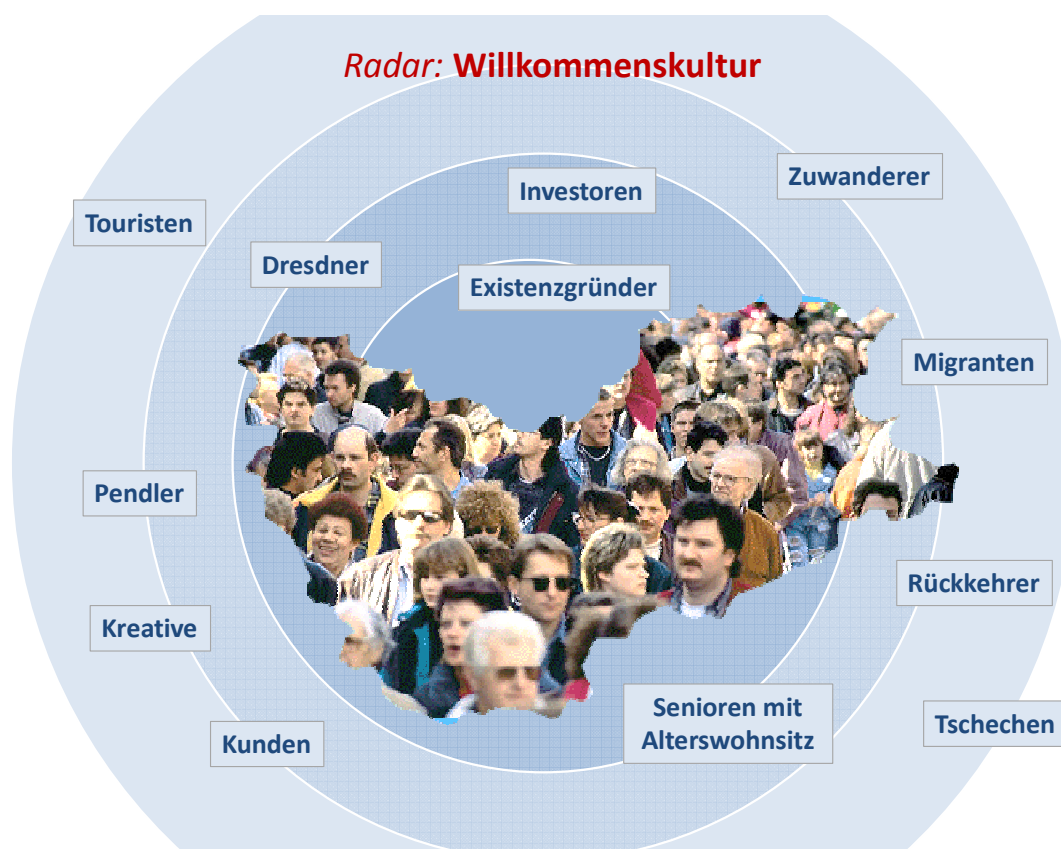 Radar: Willkommenskultur
Zuwanderer
Investoren
Touristen
Dresdner
Existenzgründer
Migranten
Pendler
Rückkehrer
Kreative
Senioren mit
Alterswohnsitz
Tschechen
Kunden